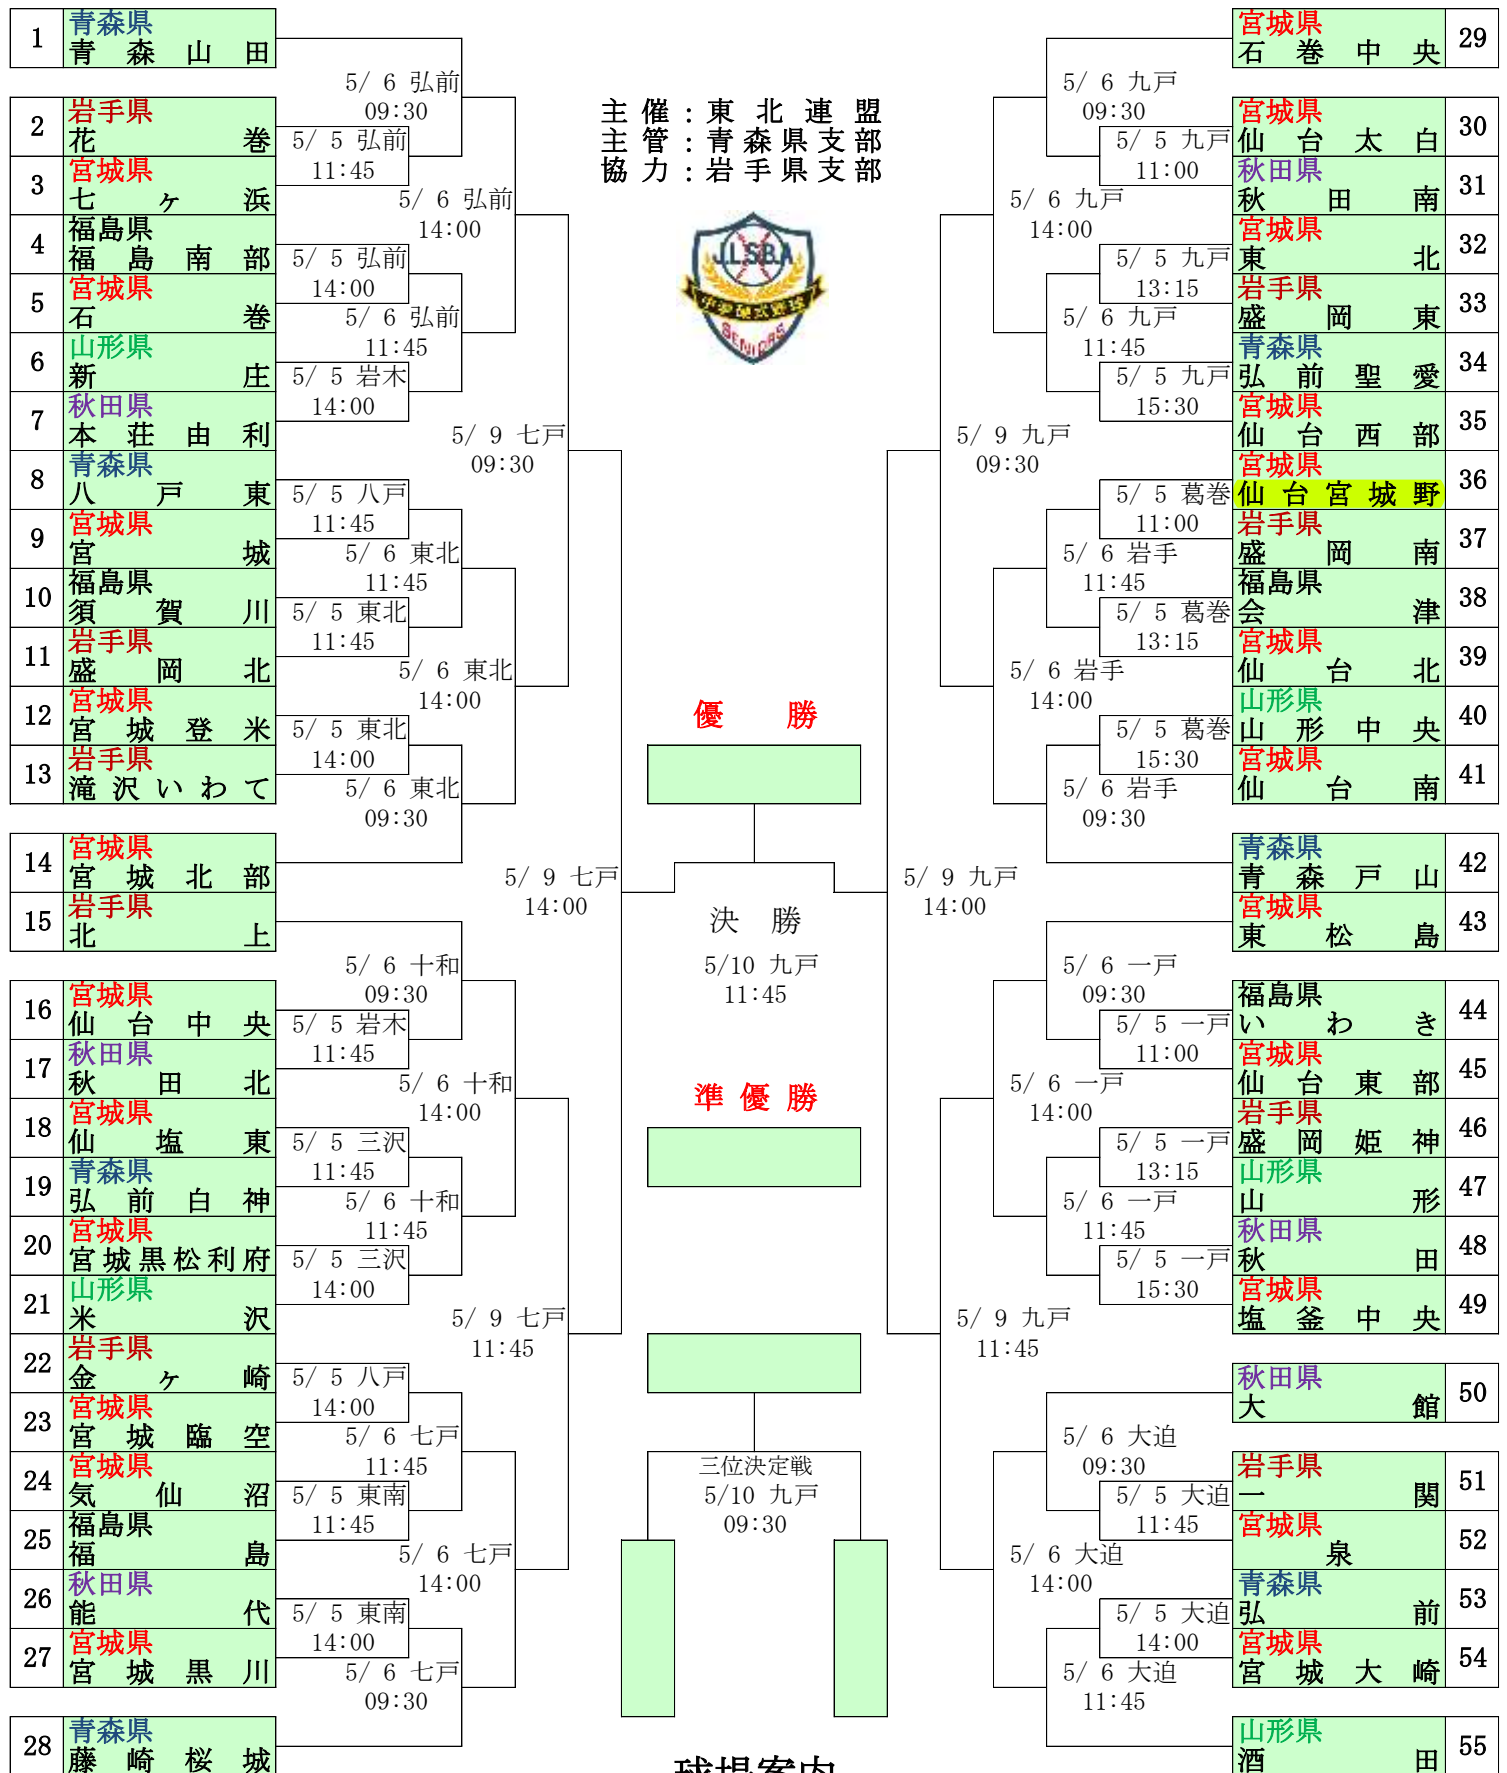 1 青森県
青森山田
2 岩手県
花巻
3 宮城県
七ヶ浜
4 福島県
福島南部
5 宮城県
石巻
6 山形県
新庄
7 秋田県
本荘由利
8 青森県
八戸東
9 宮城県
宮城
10 福島県
須賀川
11 岩手県
盛岡北
12 宮城県
宮城登米
13 岩手県
滝沢いわて
14 宮城県
宮城北部
15 岩手県
北上
16 宮城県
仙台中央
17 秋田県
秋田北
18 宮城県
仙塩東
19 青森県
弘前白神
20 宮城県
宮城黒松利府
21 山形県
米沢
22 岩手県
金ヶ崎
23 宮城県
宮城臨空
24 宮城県
気仙沼
25 福島県
福島
26 秋田県
能代
27 宮城県
宮城黒川
28 青森県
藤崎桜城
5/ 6 弘前
09:30
5/ 5 弘前
11:45
5/ 6 弘前
14:00
5/ 5 弘前
14:00
5/ 6 弘前
11:45
5/ 5 岩木
14:00
5/ 9 七戸
09:30
5/ 5 八戸
11:45
5/ 6 東北
11:45
5/ 5 東北
11:45
5/ 6 東北
14:00
5/ 5 東北
14:00
5/ 6 東北
09:30
5/ 9 七戸
14:00
5/ 6 十和
09:30
5/ 5 岩木
11:45
5/ 6 十和
14:00
5/ 5 三沢
11:45
5/ 6 十和
11:45
5/ 5 三沢
14:00
5/ 9 七戸
11:45
5/ 5 八戸
14:00
5/ 6 七戸
11:45
5/ 5 東南
11:45
5/ 6 七戸
14:00
5/ 5 東南
14:00
5/ 6 七戸
09:30
主催:東北連盟
主管:青森県支部
協力:岩手県支部
J.L.S.B.A
中学硬式野球
SENIORS
優勝
決勝
5/10 九戸
11:45
準優勝
三位決定戦
5/10 九戸
09:30
球場案内
5/ 6 九戸
09:30
5/ 5 九戸
11:00
5/ 6 九戸
14:00
5/ 5 九戸
13:15
5/ 6 九戸
11:45
5/ 5 九戸
15:30
5/ 9 九戸
09:30
5/ 5 葛巻
11:00
5/ 6 岩手
11:45
5/ 5 葛巻
13:15
5/ 6 岩手
14:00
5/ 5 葛巻
15:30
5/ 6 岩手
09:30
5/ 9 九戸
14:00
5/ 6 一戸
09:30
5/ 5 一戸
11:00
5/ 6 一戸
14:00
5/ 5 一戸
13:15
5/ 6 一戸
11:45
5/ 5 一戸
15:30
5/ 9 九戸
11:45
5/ 6 大迫
09:30
5/ 5 大迫
11:45
5/ 6 大迫
14:00
5/ 5 大迫
14:00
5/ 6 大迫
11:45
宮城県 29
石巻中央
宮城県 30
仙台太白
秋田県 31
秋田南
宮城県 32
東北
岩手県 33
盛岡東
青森県 34
弘前聖愛
宮城県 35
仙台西部
宮城県 36
仙台宮城野
岩手県 37
盛岡南
福島県 38
会津
宮城県 39
仙台北
山形県 40
山形中央
宮城県 41
仙台南
青森県 42
青森戸山
宮城県 43
東松島
福島県 44
いわき
宮城県 45
仙台東部
岩手県 46
盛岡姫神
山形県 47
山形
秋田県 48
秋田
宮城県 49
塩釜中央
秋田県 50
大館
岩手県 51
一関
宮城県 52
泉
青森県 53
弘前
宮城県 54
宮城大崎
山形県 55
酒田